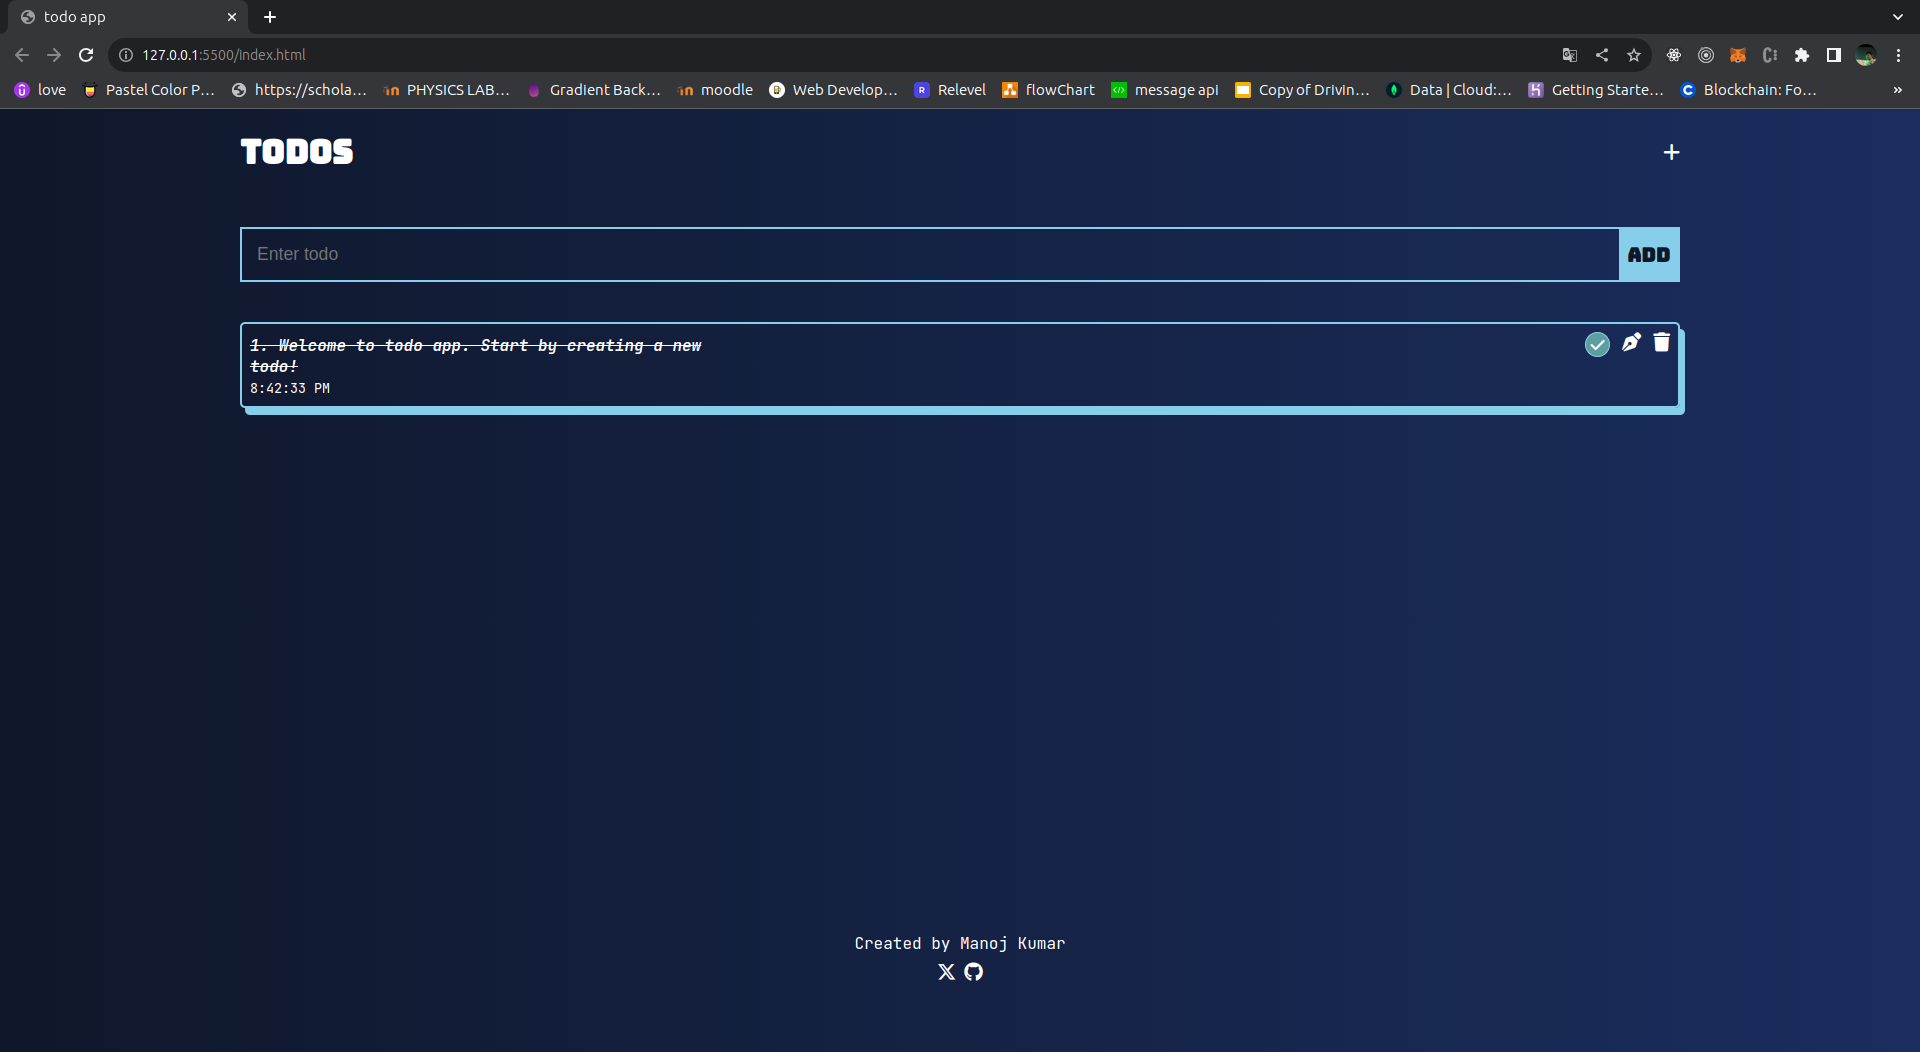 todo app
127.0.0.1:5500/index.html
love
Pastel Color P...
https://schola...
PHYSICS LAB...
Gradient Back...
moodle
Web Develop...
R
Relevel
flowChart
message api
Copy of Drivin...
Data | Cloud:...
Getting Starte...
Blockchain: Fo...
»
TODOS
+
Enter todo
ADD
1. Welcome to todo app. Start by creating a new
todo!
8:42:33 PM
Created by Manoj Kumar